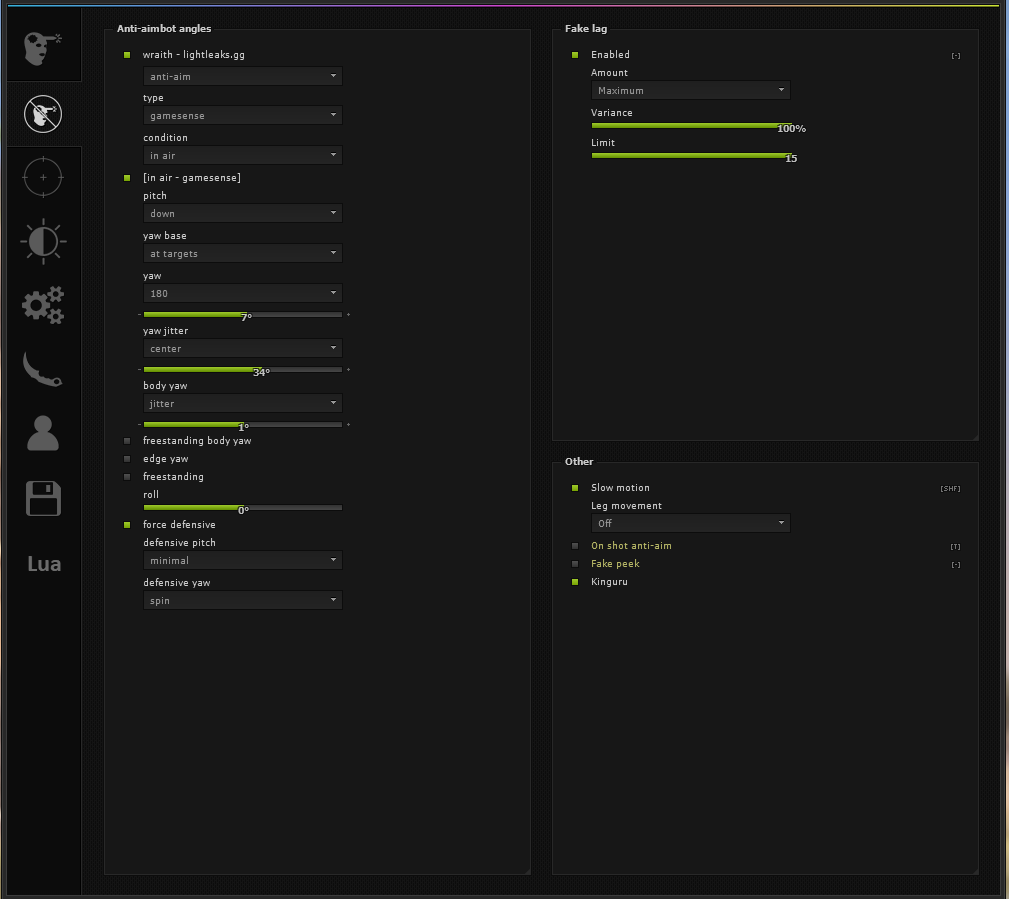 Anti-aimbot angles
wraith - lightleaks.gg
anti-aim
type
gamesense
condition
in air
[in air - gamesense]
pitch
down
yaw base
at targets
yaw
180
7°
yaw jitter
center
34°
body yaw
jitter
1°
freestanding body yaw
edge yaw
freestanding
roll
0°
force defensive
defensive pitch
minimal
defensive yaw
spin
Lua
Fake lag
Enabled [-]
Amount
Maximum
Variance
100%
Limit
15
Other
Slow motion [SHF]
Leg movement
Off
On shot anti-aim [T]
Fake peek [-]
Kinguru